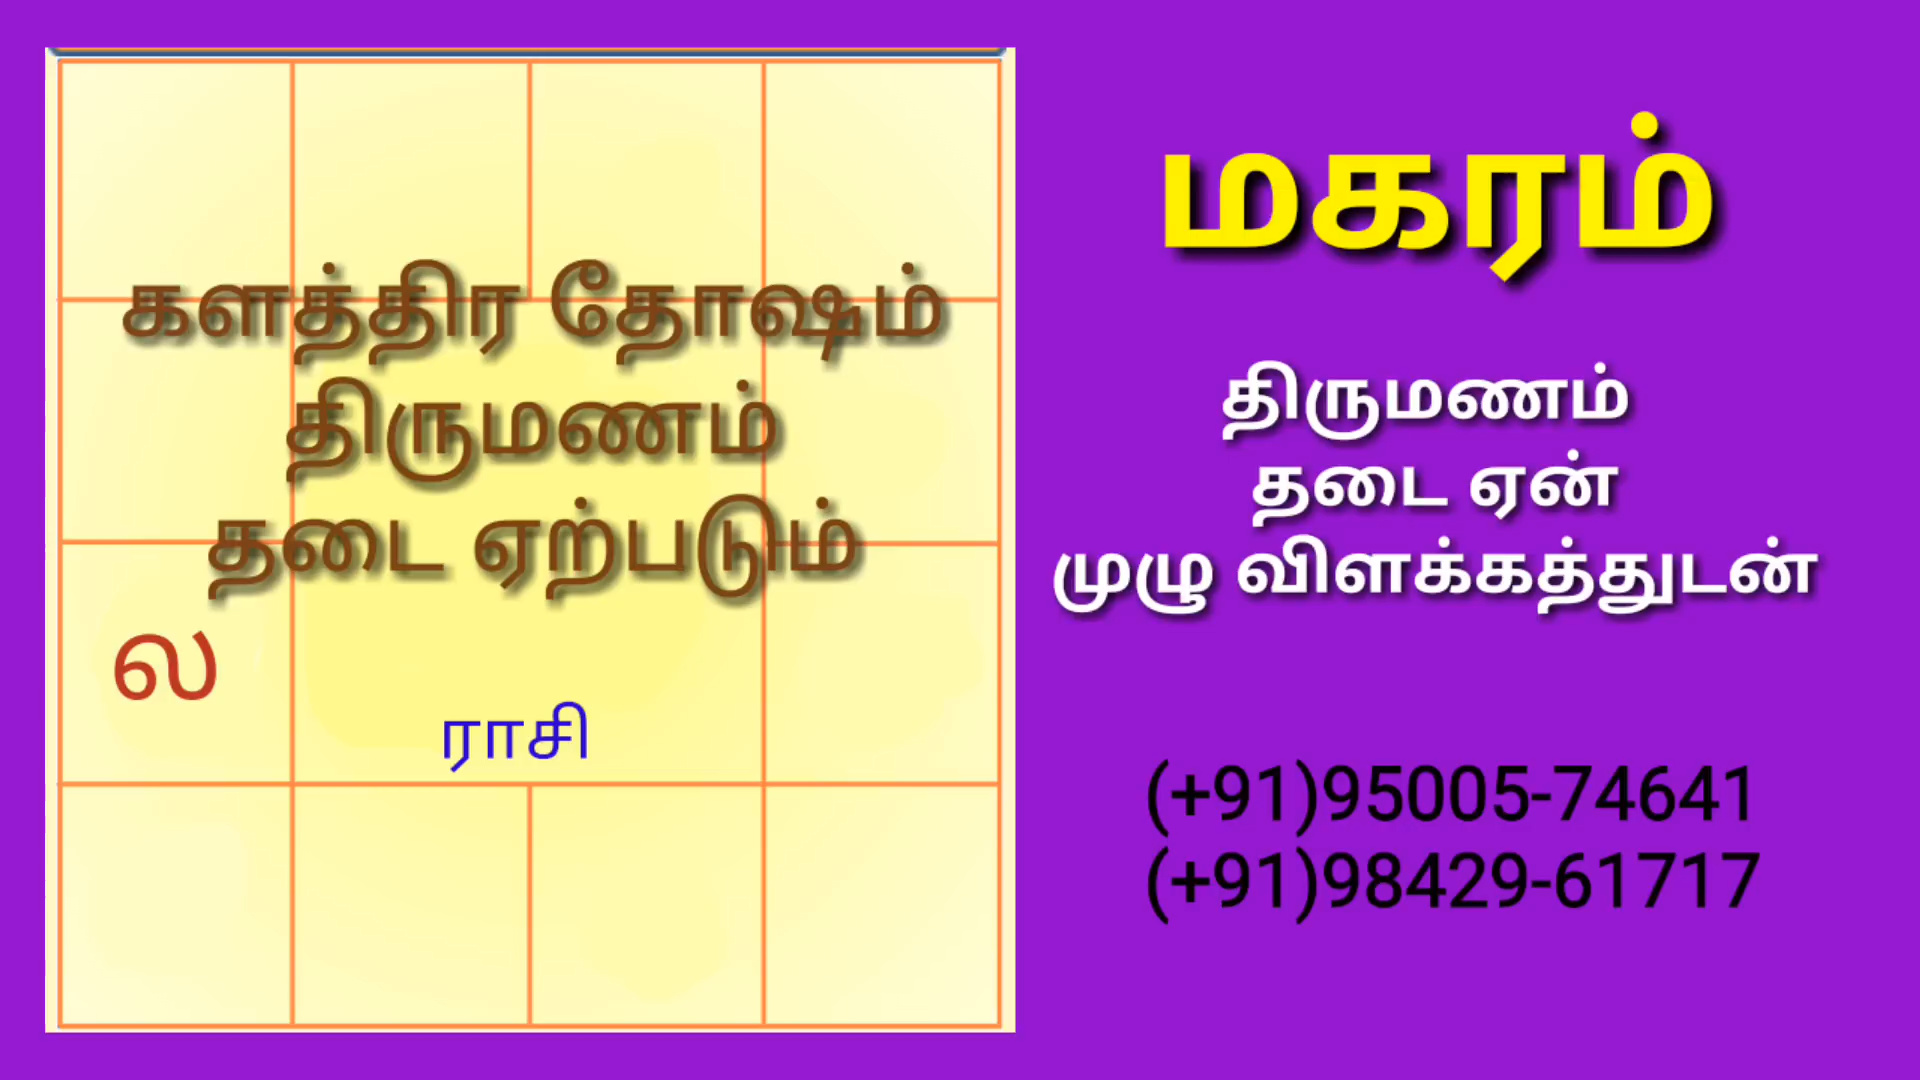 களத்திர தோஷம்
திருமணம்
தடை ஏற்படும்
ல
ராசி
மகரம்
திருமணம்
தடை ஏன்
முழு விளக்கத்துடன்
(+91)95005-74641
(+91)98429-61717